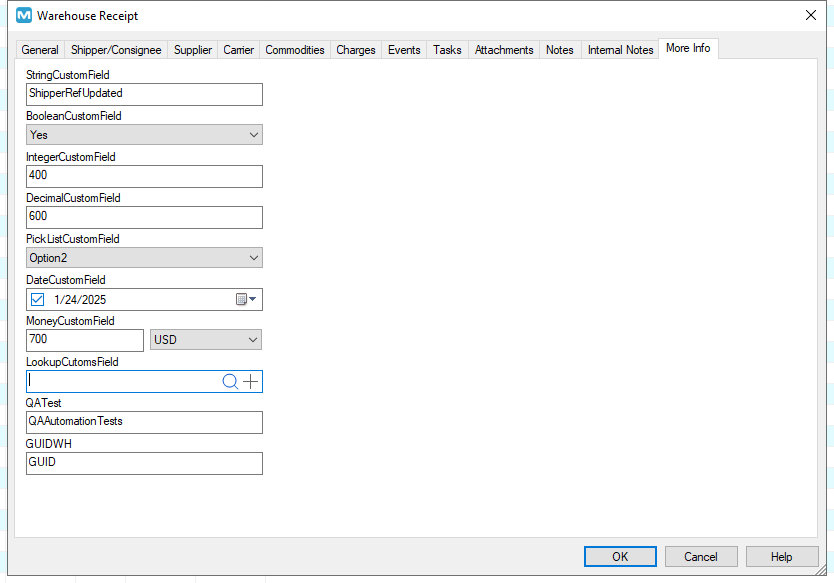 M Warehouse Receipt
General Shipper/Consignee Supplier Carrier Commodities Charges Events Tasks Attachments Notes Internal Notes More Info
StringCustomField
ShipperRefUpdated
BooleanCustomField
Yes
IntegerCustomField
400
DecimalCustomField
600
PickListCustomField
Option2
DateCustomField
1/24/2025
MoneyCustomField
700 USD
LookupCutomsField
QATest
QAAutomationTests
GUIDWH
GUID
OK Cancel Help